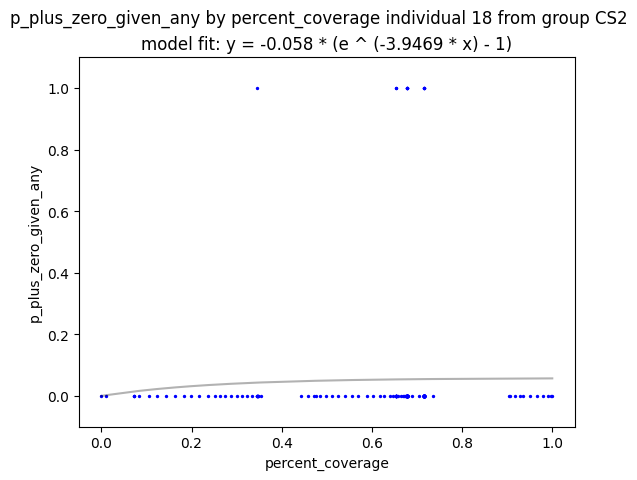 p_plus_zero_given_any by percent_coverage individual 18 from group CS2
model fit: y = -0.058 * (e ^ (-3.9469 * x) - 1)
1.0
0.8
0.6
0.4
0.2
0.0
p_plus_zero_given_any
0.0 0.2 0.4 0.6 0.8 1.0
percent_coverage